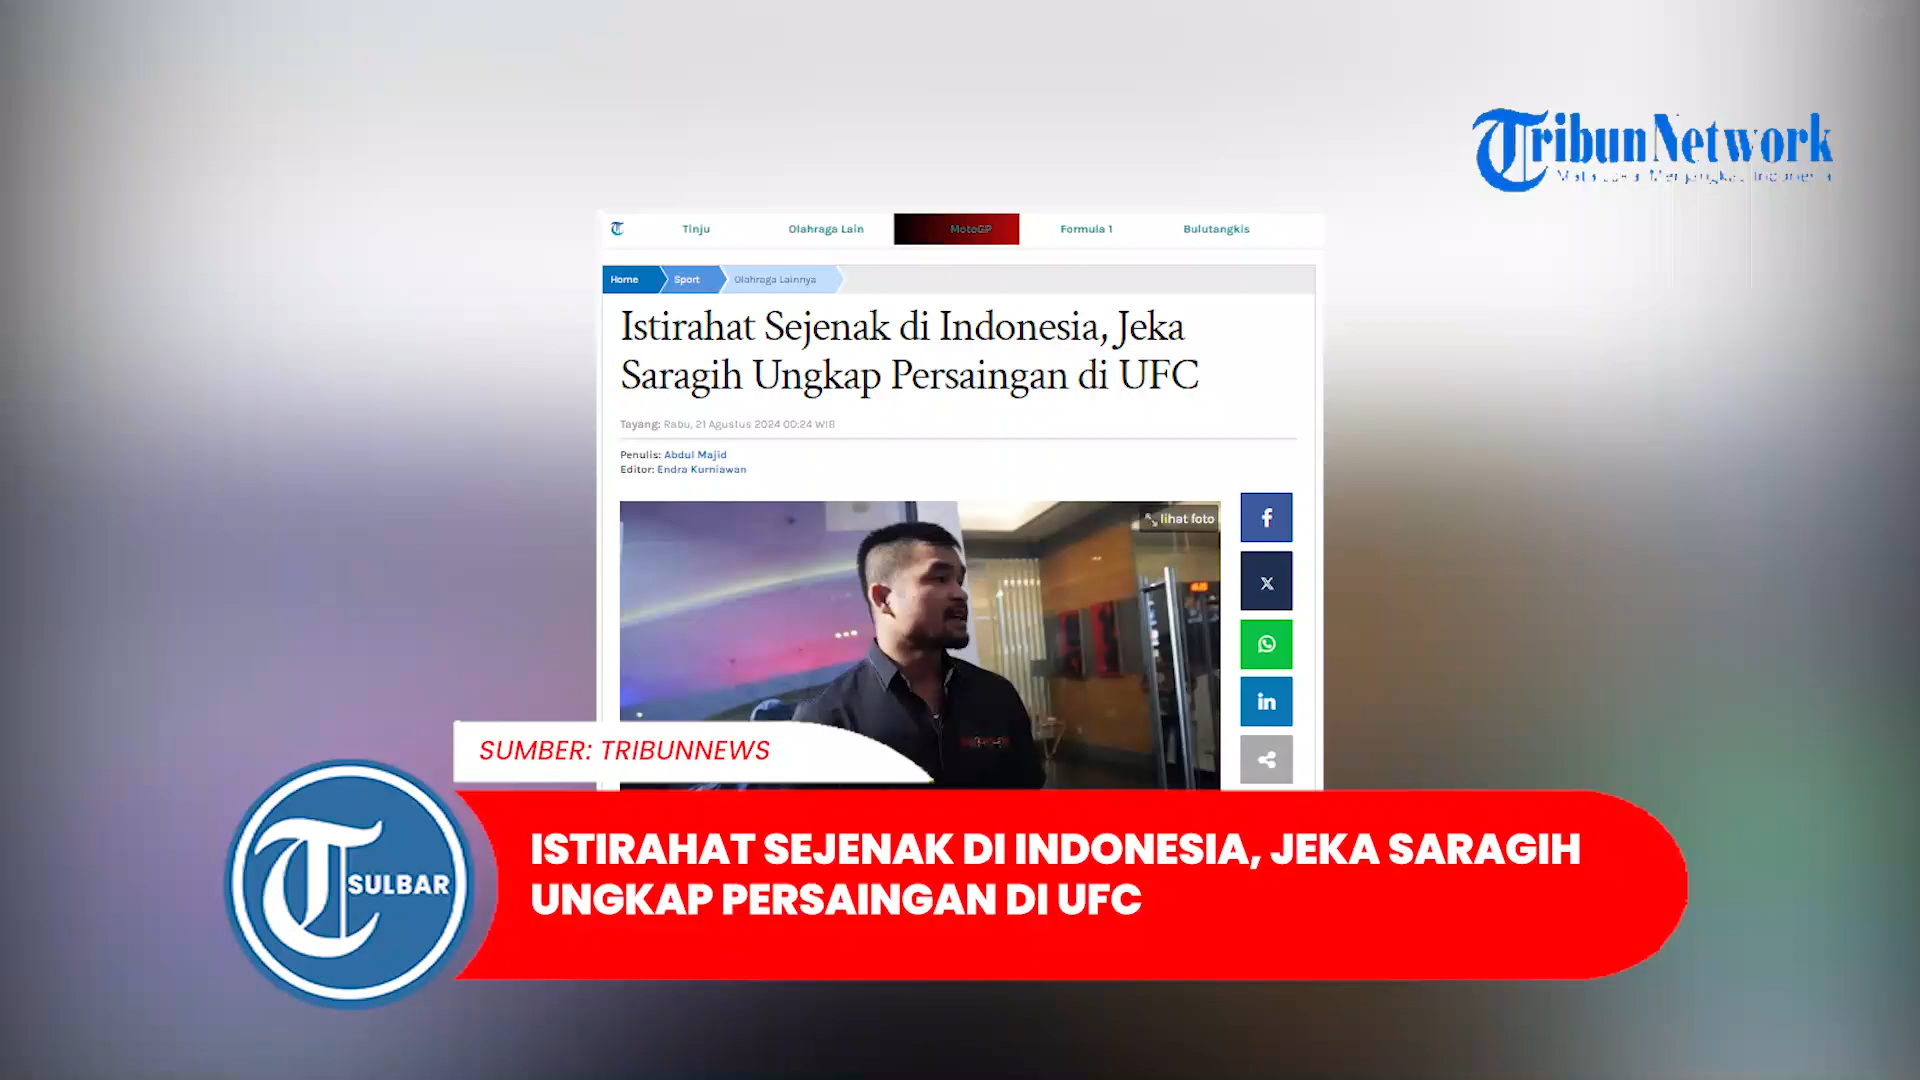 Tribun Network
Tinju Olahraga Lain MotoGP Formula 1 Bulutangkis
Home Sport Olahraga Lainnya
Istirahat Sejenak di Indonesia, Jeka
Saragih Ungkap Persaingan di UFC
Tayang: Rabu, 21 Agustus 2024 00:24 WIB
Penulis: Abdul Majid
Editor: Endra Kurniawan
lihat foto
SUMBER: TRIBUNNEWS
SULBAR
ISTIRAHAT SEJENAK DI INDONESIA, JEKA SARAGIH
UNGKAP PERSAINGAN DI UFC